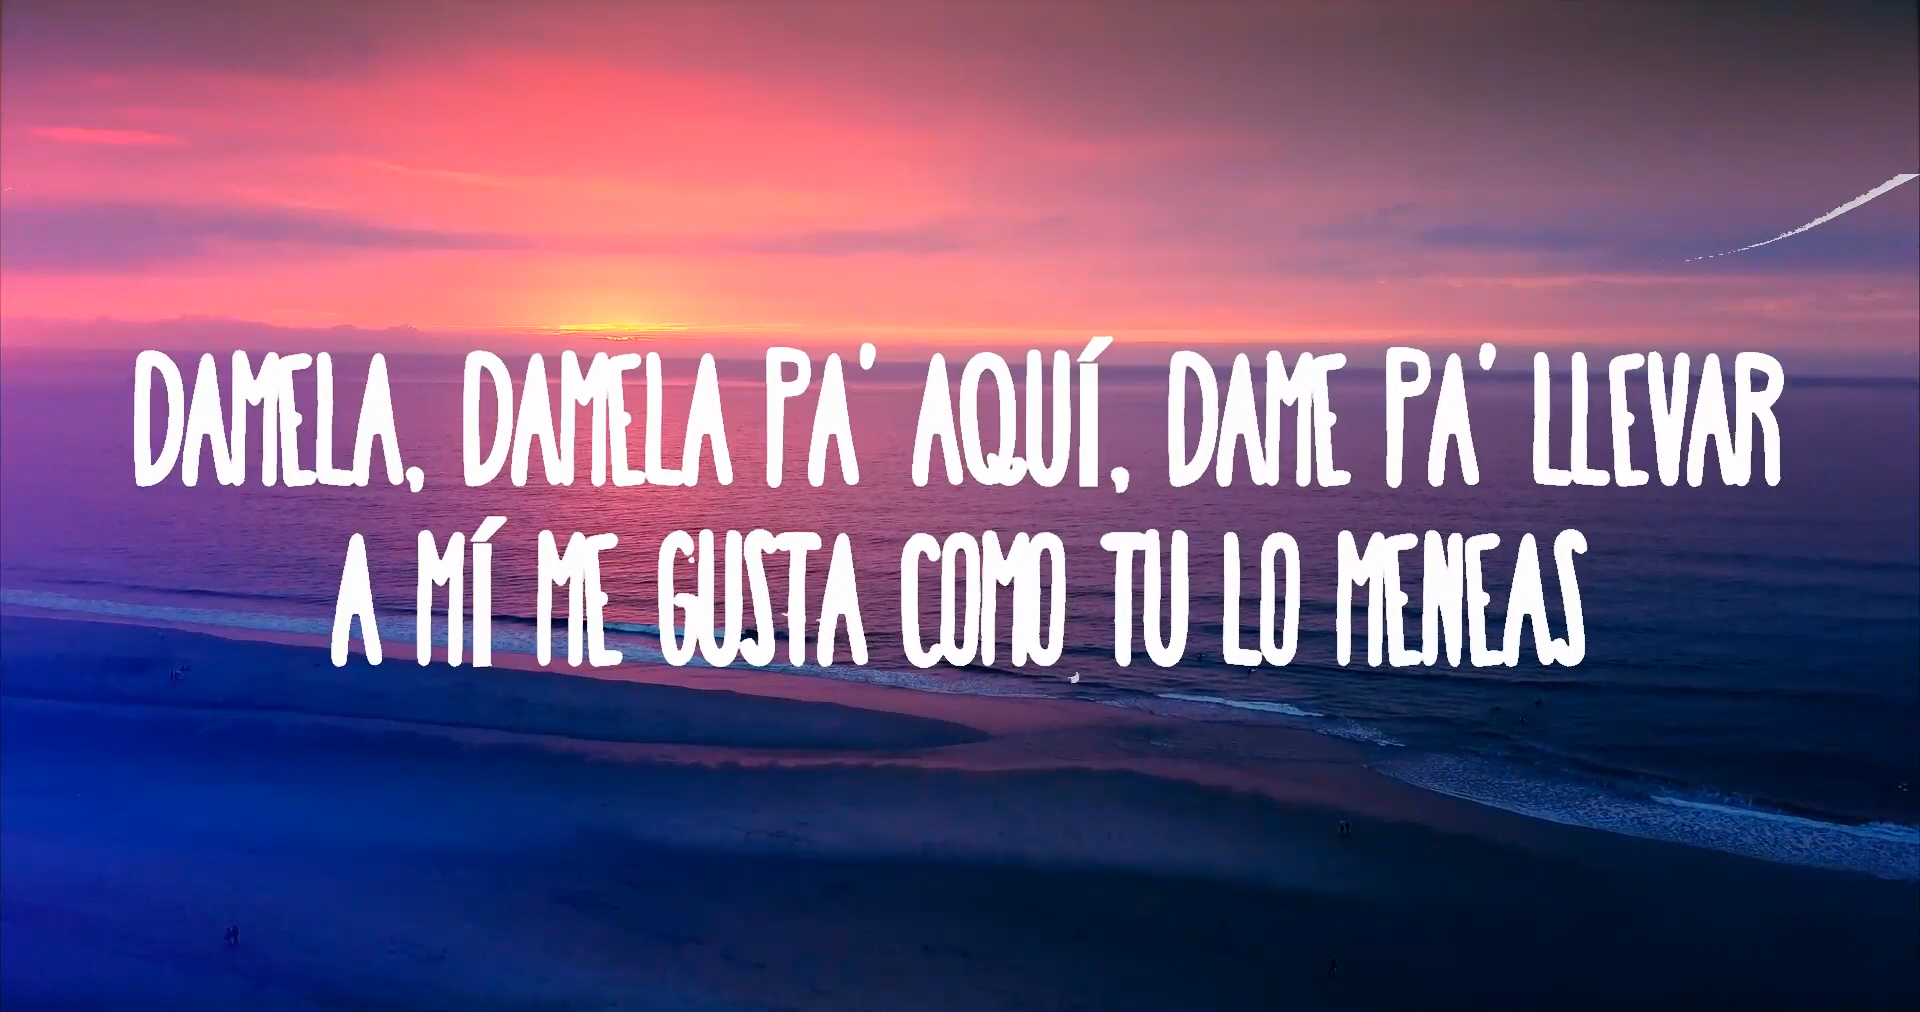 DAMELA, DAMELA PA' AQUÍ, DAME PA' LLEVAR
A MÍ ME GUSTA COMO TU LO MENEAS